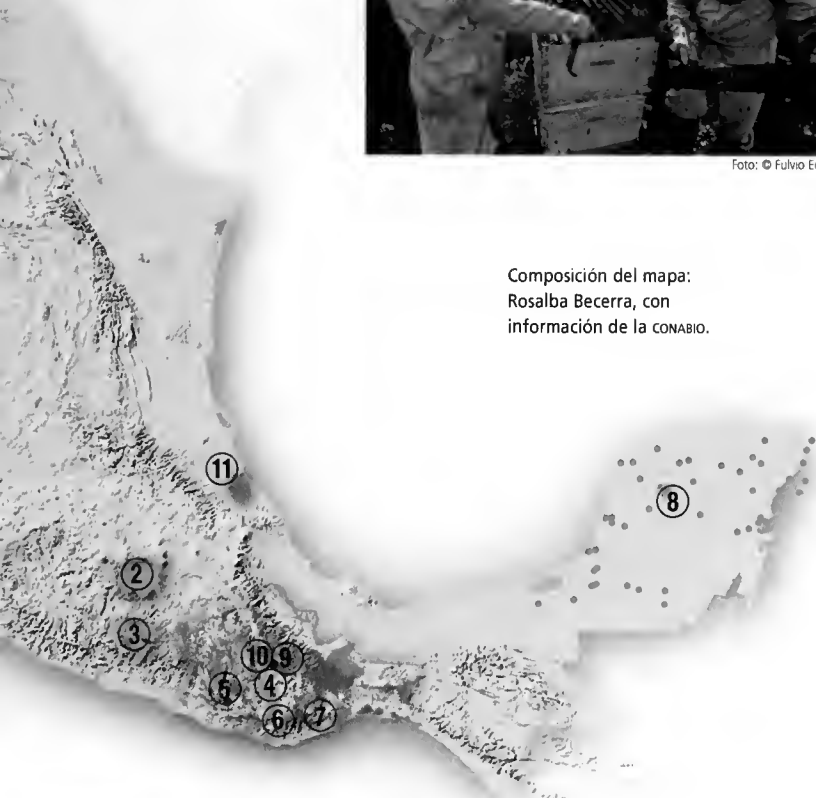 Foto: © Fulvio
Composición del mapa:
Rosalba Becerra, con
información de la CONABIO.
11
8
2
3
10 9
4
5
6 7